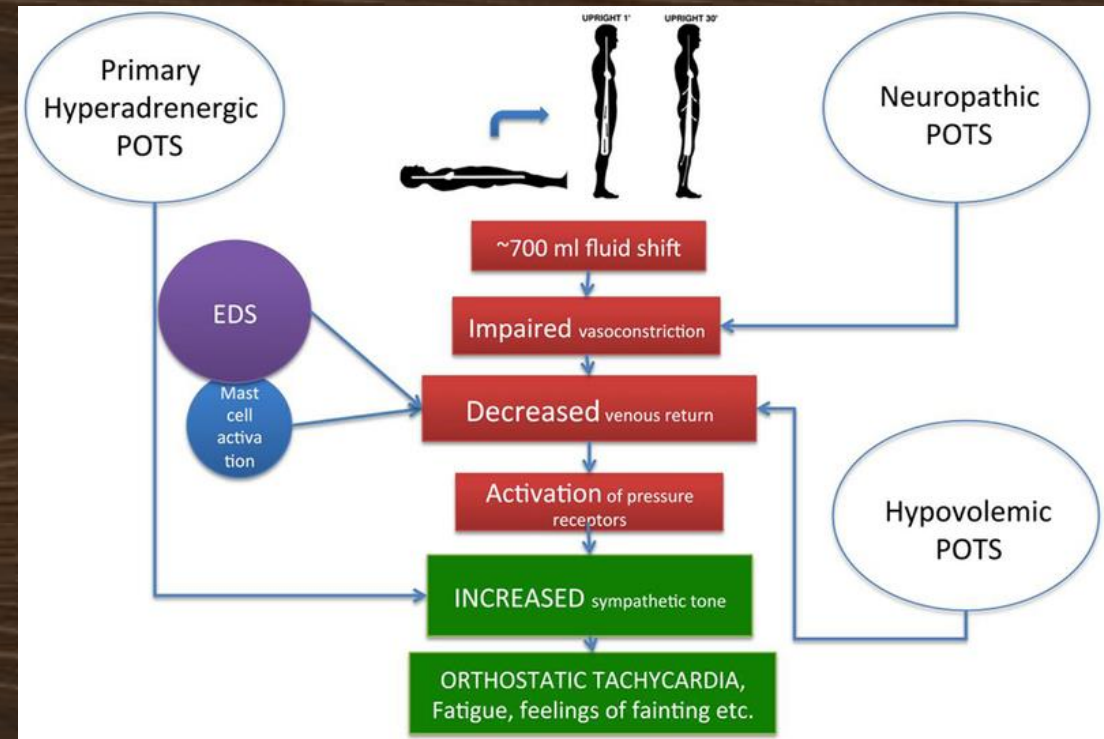 UPRIGHT 1'
UPRIGHT 30'
Primary
Hyperadrenergic
POTS
Neuropathic
POTS
~700 ml fluid shift
EDS
Impaired vasoconstriction
Mast
cell
activa
tion
Decreased venous return
Activation of pressure
receptors
Hypovolemic
POTS
INCREASED sympathetic tone
ORTHOSTATIC TACHYCARDIA,
Fatigue, feelings of fainting etc.